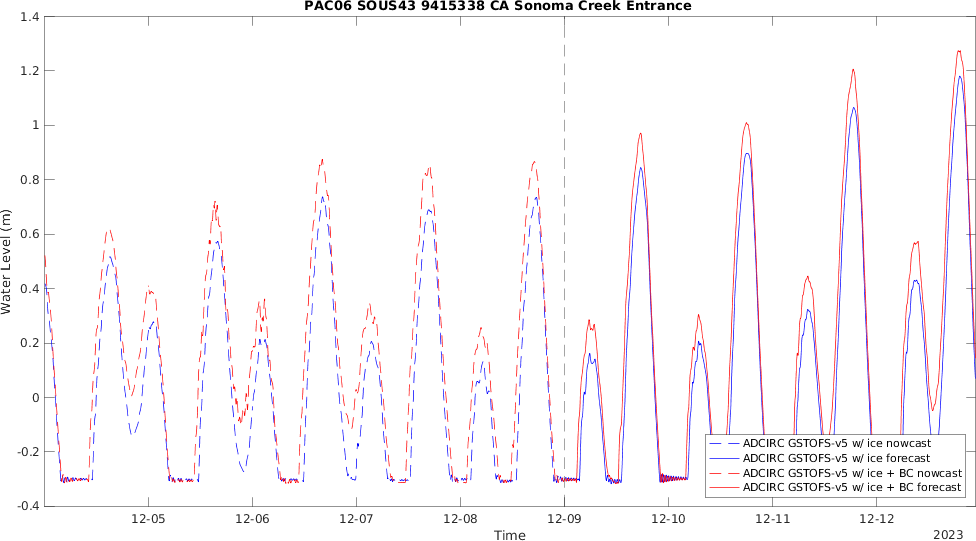 PAC06 SOUS43 9415338 CA Sonoma Creek Entrance
1.4
1.2
1
0.8
0.6
0.4
0.2
0
-0.2
-0.4
Water Level (m)
12-05 12-06 12-07 12-08 12-09 12-10 12-11 12-12
Time
2023
ADCIRC GSTOFS-v5 w/ ice nowcast
ADCIRC GSTOFS-v5 w/ ice forecast
ADCIRC GSTOFS-v5 w/ ice + BC nowcast
ADCIRC GSTOFS-v5 w/ ice + BC forecast